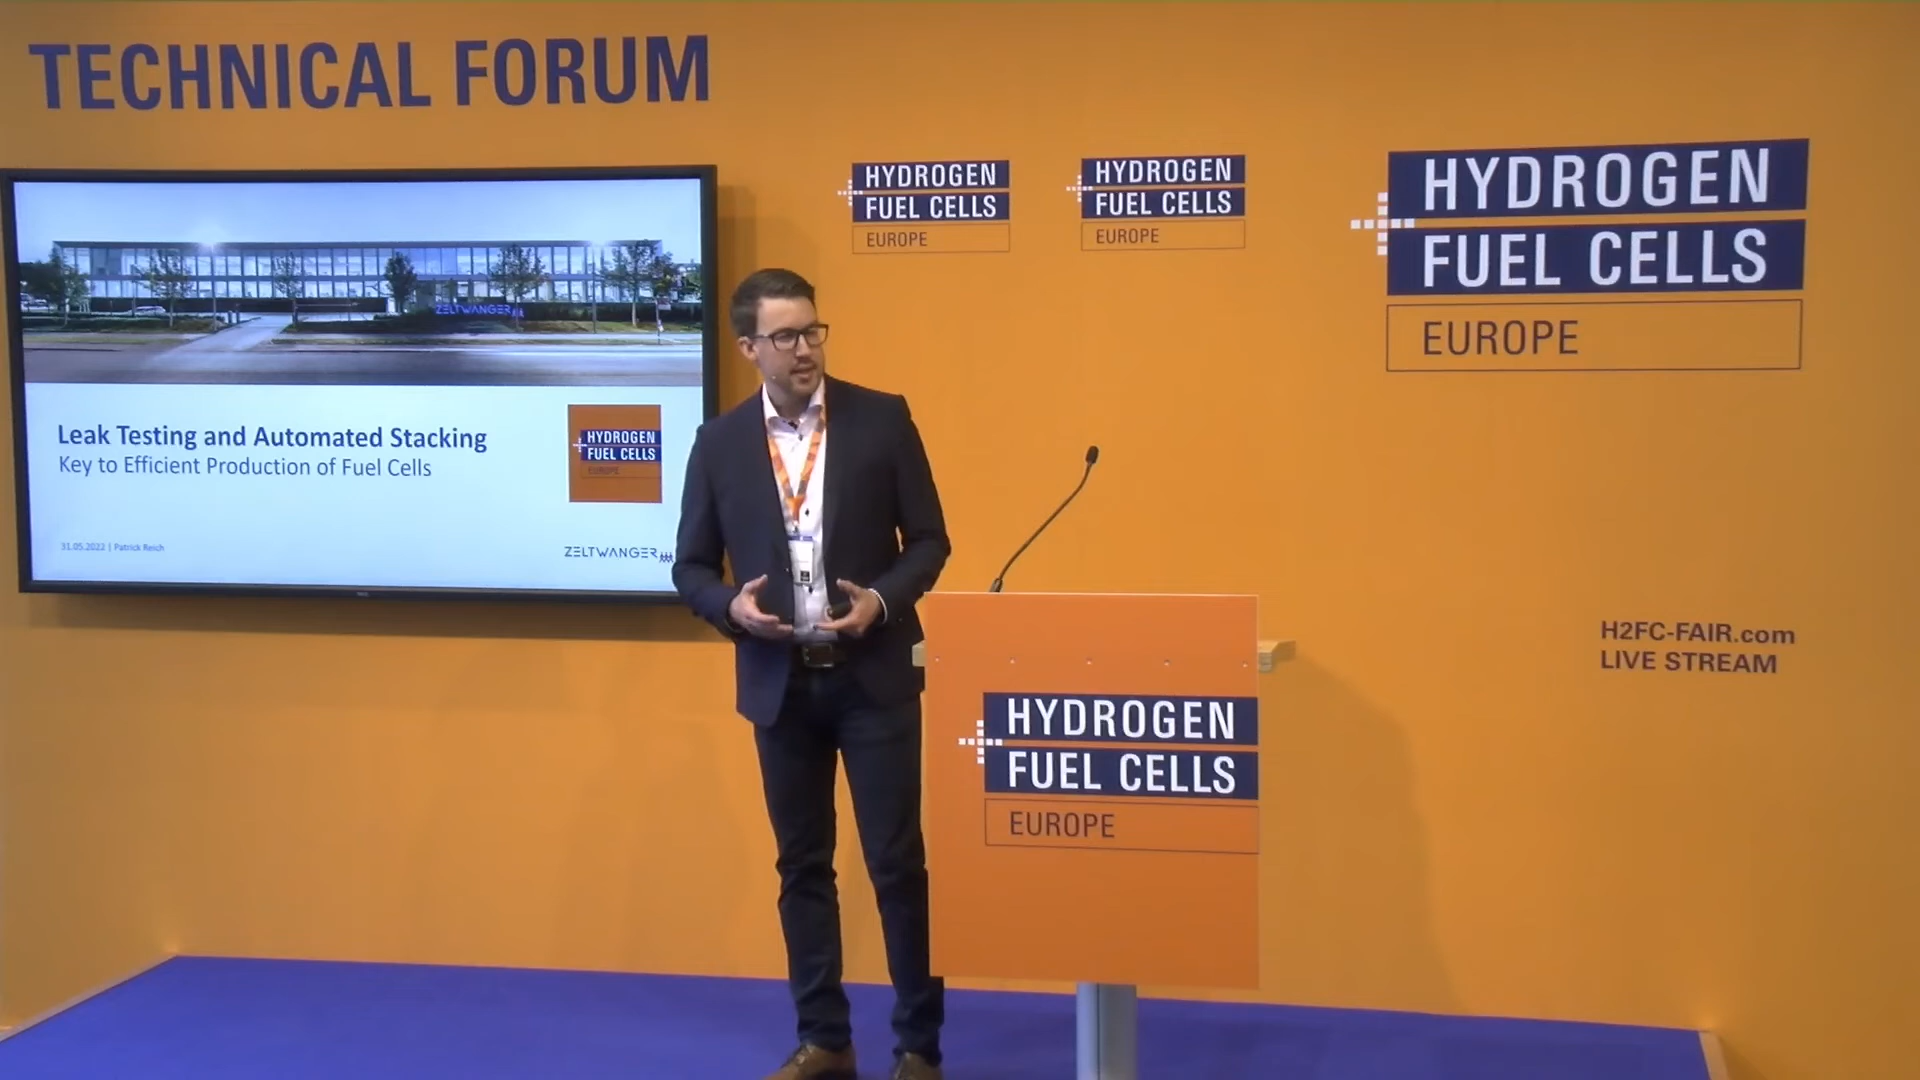 TECHNICAL FORUM
HYDROGEN
FUEL CELLS
EUROPE
HYDROGEN
FUEL CELLS
EUROPE
HYDROGEN
FUEL CELLS
EUROPE
ZELTWANGER
Leak Testing and Automated Stacking
Key to Efficient Production of Fuel Cells
HYDROGEN
FUEL CELLS
EUROPE
31.05.2022 | Patrick Reich
ZELTWANGER
H2FC-FAIR.com
LIVE STREAM
HYDROGEN
FUEL CELLS
EUROPE